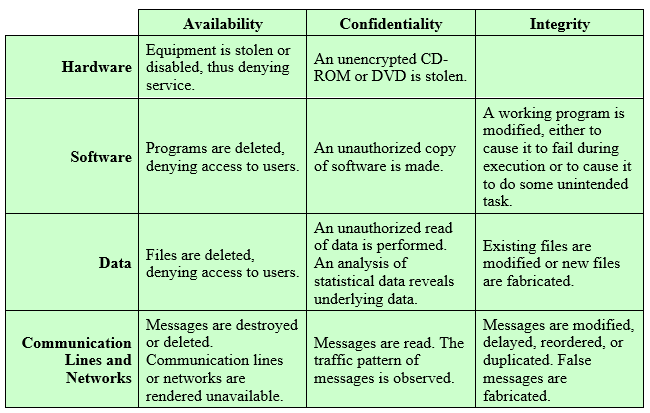 Availability
Confidentiality
Integrity
Hardware
Equipment is stolen or
disabled, thus denying
service.
An unencrypted CD-
ROM or DVD is stolen.
Software
Programs are deleted,
denying access to users.
An unauthorized copy
of software is made.
A working program is
modified, either to
cause it to fail during
execution or to cause it
to do some unintended
task.
Data
Files are deleted,
denying access to users.
An unauthorized read
of data is performed.
An analysis of
statistical data reveals
underlying data.
Existing files are
modified or new files
are fabricated.
Communication
Lines and
Networks
Messages are destroyed
or deleted.
Communication lines
or networks are
rendered unavailable.
Messages are read. The
traffic pattern of
messages is observed.
Messages are modified,
delayed, reordered, or
duplicated. False
messages are
fabricated.